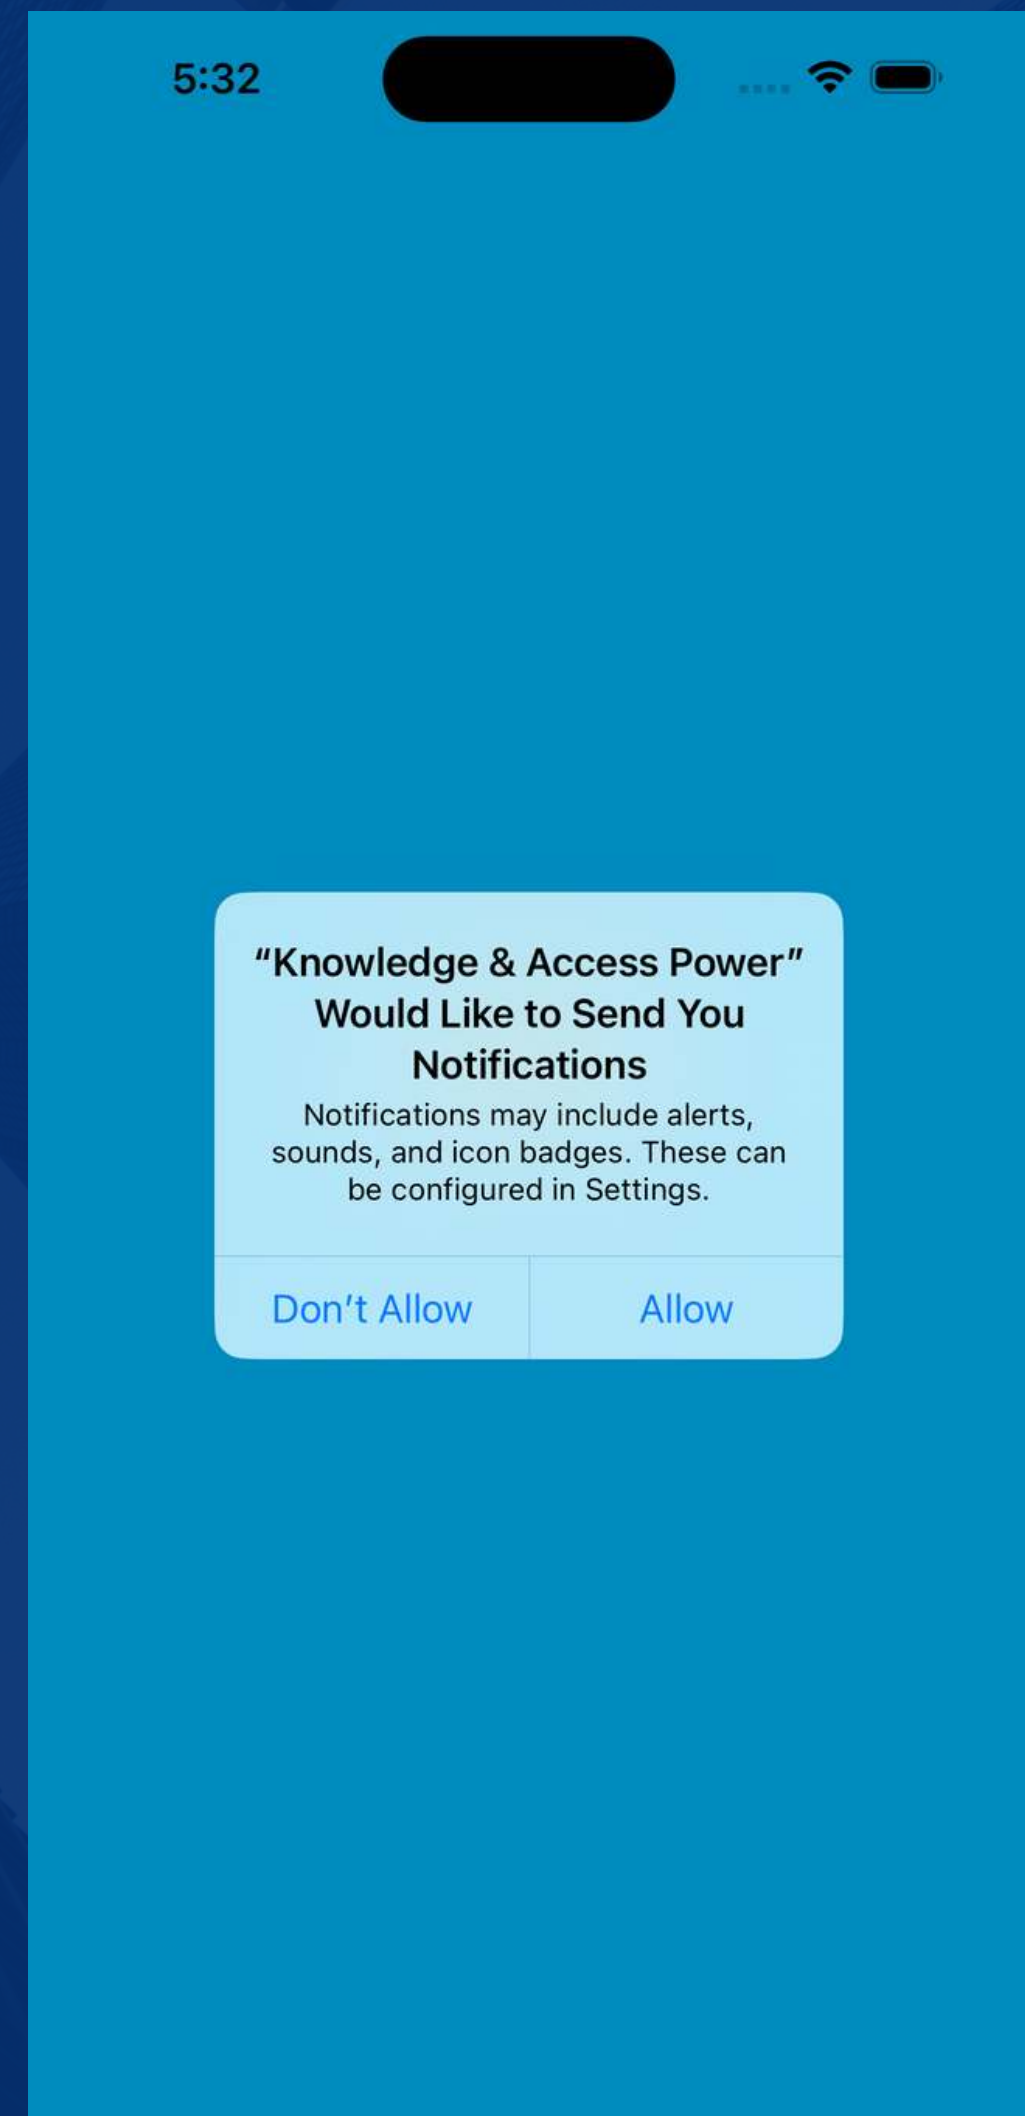 5:32
“Knowledge & Access Power”
Would Like to Send You
Notifications
Notifications may include alerts,
sounds, and icon badges. These can
be configured in Settings.
Don’t Allow
Allow